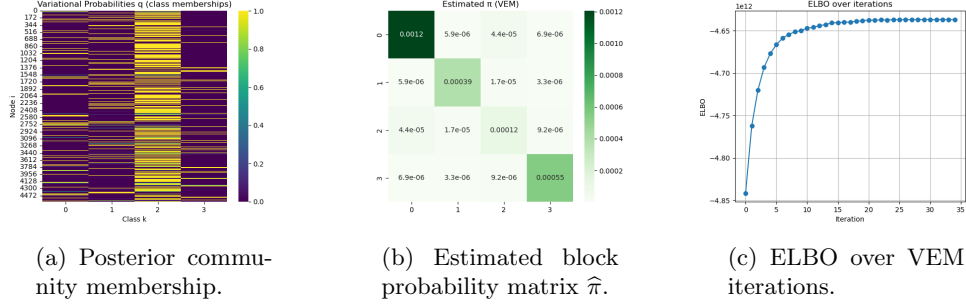 Variational Probabilities q (class memberships)
Node i
0
172
344
516
688
860
1032
1204
1376
1548
1720
1892
2064
2236
2408
2580
2752
2924
3096
3268
3440
3612
3784
3956
4128
4300
4472
0 1 2 3
Class k
1.0
0.8
0.6
0.4
0.2
0.0
Estimated π (VEM)
0 0.0012 5.9e-06 4.4e-05 6.9e-06
1 5.9e-06 0.00039 1.7e-05 3.3e-06
2 4.4e-05 1.7e-05 0.00012 9.2e-06
3 6.9e-06 3.3e-06 9.2e-06 0.00055
0 1 2 3
0.0012
0.0010
0.0008
0.0006
0.0004
0.0002
ELBO over iterations
1e12
ELBO
−4.65
−4.70
−4.75
−4.80
−4.85
0 5 10 15 20 25 30 35
Iteration
(a) Posterior commu-
nity membership.
(b) Estimated block
probability matrix π̂.
(c) ELBO over VEM
iterations.